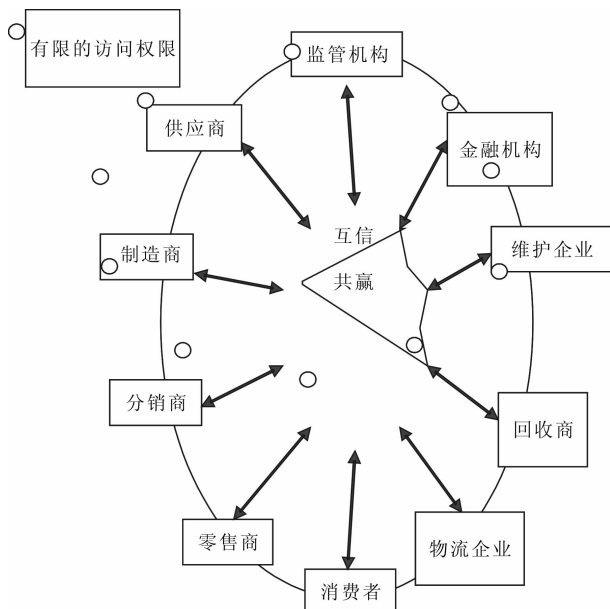 有限的访问权限
监管机构
供应商
金融机构
互信
共赢
制造商
维护企业
分销商
回收商
零售商
物流企业
消费者